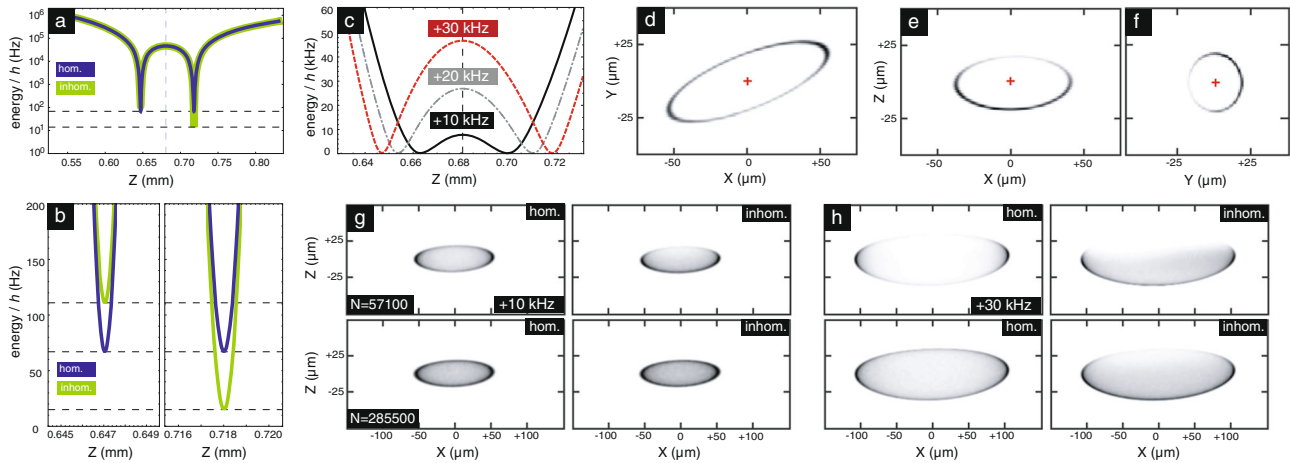 a
energy / h (Hz)
10⁶
10⁵
10⁴
10³
10²
10¹
10⁰
hom.
inhom.
0.55 0.60 0.65 0.70 0.75 0.80
Z (mm)
c
energy / h (kHz)
60
50
40
30
20
10
0
+30 kHz
+20 kHz
+10 kHz
0.64 0.66 0.68 0.70 0.72
Z (mm)
d
Y (μm)
+25
-25
-50 0 +50
X (μm)
e
Z (μm)
+25
-25
-50 0 +50
X (μm)
f
-25 +25
Y (μm)
b
energy / h (Hz)
200
150
100
50
0
hom.
inhom.
0.645 0.647 0.649
Z (mm)
0.716 0.718 0.720
Z (mm)
g
hom.
inhom.
Z (μm)
+25
-25
N=57100
+10 kHz
hom.
inhom.
Z (μm)
+25
-25
N=285500
-100 -50 0 +50 +100
X (μm)
-100 -50 0 +50 +100
X (μm)
h
hom.
inhom.
+30 kHz
hom.
inhom.
-100 -50 0 +50 +100
X (μm)
-100 -50 0 +50 +100
X (μm)